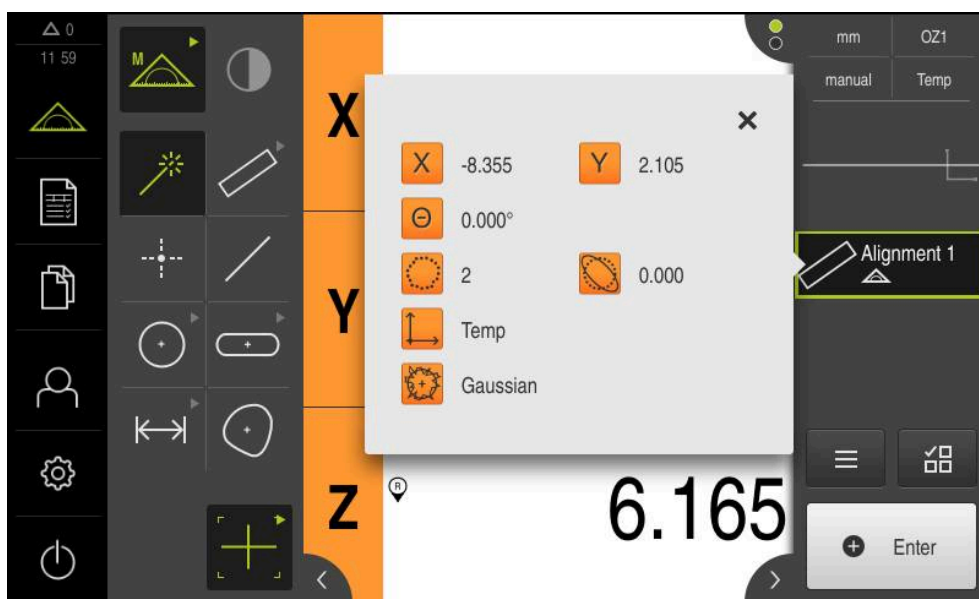 0
11 59
M
X
Y
Z
R
6.165
X -8.355 Y 2.105
Θ 0.000°
2 0.000
Temp
Gaussian
mm OZ1
manual Temp
Alignment 1
Enter